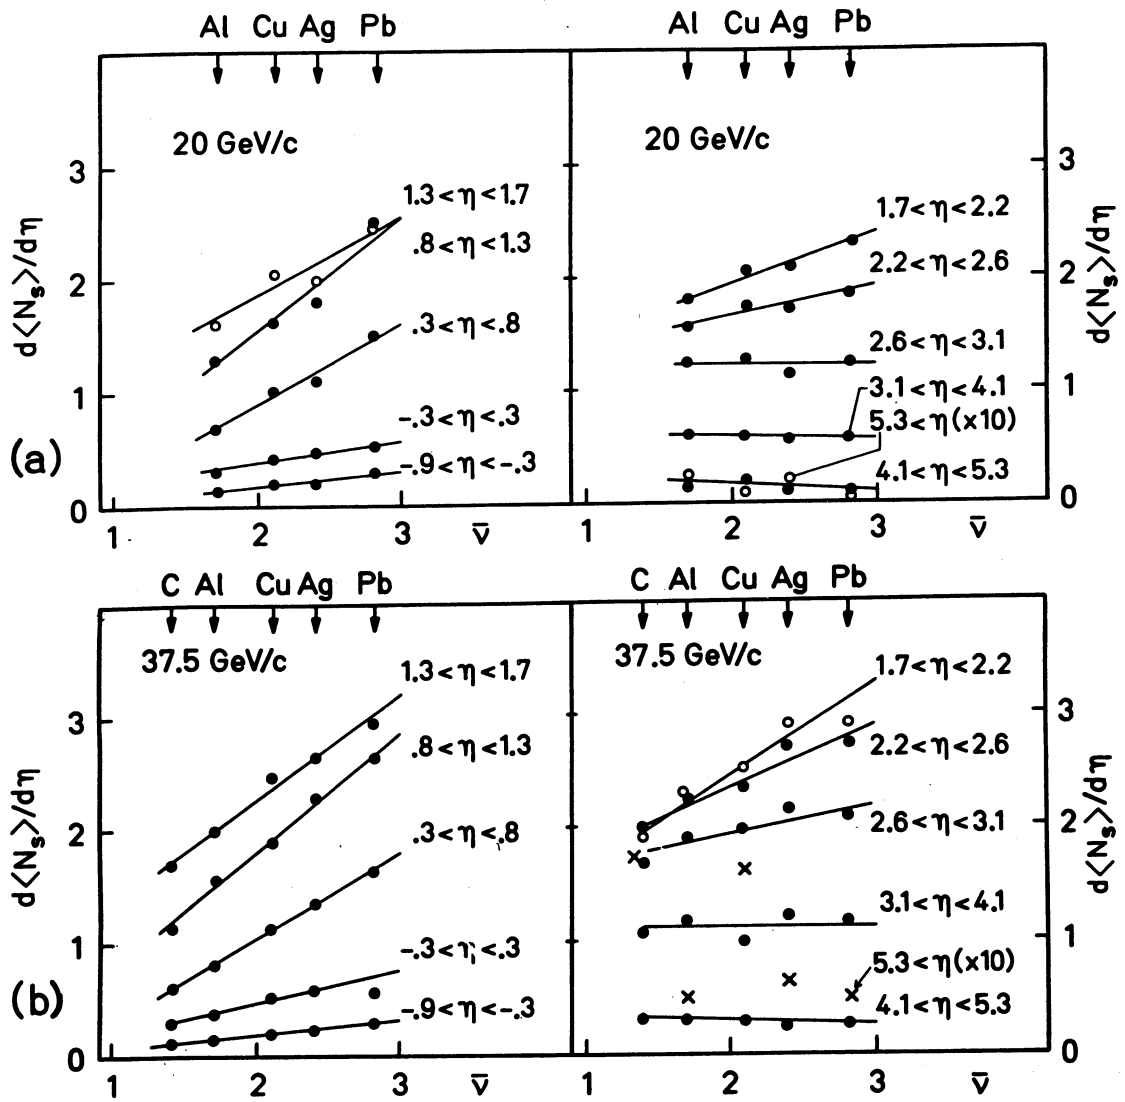 Al Cu Ag Pb
Al Cu Ag Pb
20 GeV/c
20 GeV/c
3
2
1
0
d⟨Nₛ⟩/dη
1.3 < η < 1.7
.8 < η < 1.3
.3 < η < .8
-.3 < η < .3
-.9 < η < -.3
(a)
1 2 3 ν̄
1.7 < η < 2.2
2.2 < η < 2.6
2.6 < η < 3.1
3.1 < η < 4.1
5.3 < η (x10)
4.1 < η < 5.3
3
2
1
0
d⟨Nₛ⟩/dη
1 2 3 ν̄
C Al Cu Ag Pb
C Al Cu Ag Pb
37.5 GeV/c
37.5 GeV/c
3
2
1
0
d⟨Nₛ⟩/dη
1.3 < η < 1.7
.8 < η < 1.3
.3 < η < .8
-.3 < η < .3
-.9 < η < -.3
(b)
1 2 3 ν̄
1.7 < η < 2.2
2.2 < η < 2.6
2.6 < η < 3.1
3.1 < η < 4.1
5.3 < η (x10)
4.1 < η < 5.3
3
2
1
0
d⟨Nₛ⟩/dη
1 2 3 ν̄